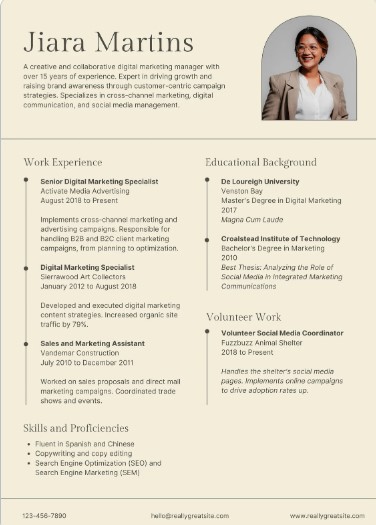 Jiara Martins
A creative and collaborative digital marketing manager with
over 15 years of experience. Expert in driving growth and
raising brand awareness through customer-centric campaign
strategies. Specializes in cross-channel marketing, digital
communication, and social media management.
Work Experience
Senior Digital Marketing Specialist
Activate Media Advertising
August 2018 to Present
Implements cross-channel marketing and
advertising campaigns. Responsible for
handling B2B and B2C client marketing
campaigns, from planning to optimization.
Digital Marketing Specialist
Sierrawood Art Collectors
January 2012 to August 2018
Developed and executed digital marketing
content strategies. Increased organic site
traffic by 79%.
Sales and Marketing Assistant
Vandemar Construction
July 2010 to December 2011
Worked on sales proposals and direct mail
marketing campaigns. Coordinated trade
shows and events.
Skills and Proficiencies
Fluent in Spanish and Chinese
Copywriting and copy editing
Search Engine Optimization (SEO) and
Search Engine Marketing (SEM)
Educational Background
De Loureigh University
Venston Bay
Master's Degree in Digital Marketing
2017
Magna Cum Laude
Croalstead Institute of Technology
Bachelor's Degree in Marketing
2010
Best Thesis: Analyzing the Role of
Social Media in Integrated Marketing
Communications
Volunteer Work
Volunteer Social Media Coordinator
Fuzzbuzz Animal Shelter
2018 to Present
Handles the shelter's social media
pages. Implements online campaigns
to drive adoption rates up.
123-456-7890
hello@reallygreatsite.com
www.reallygreatsite.com